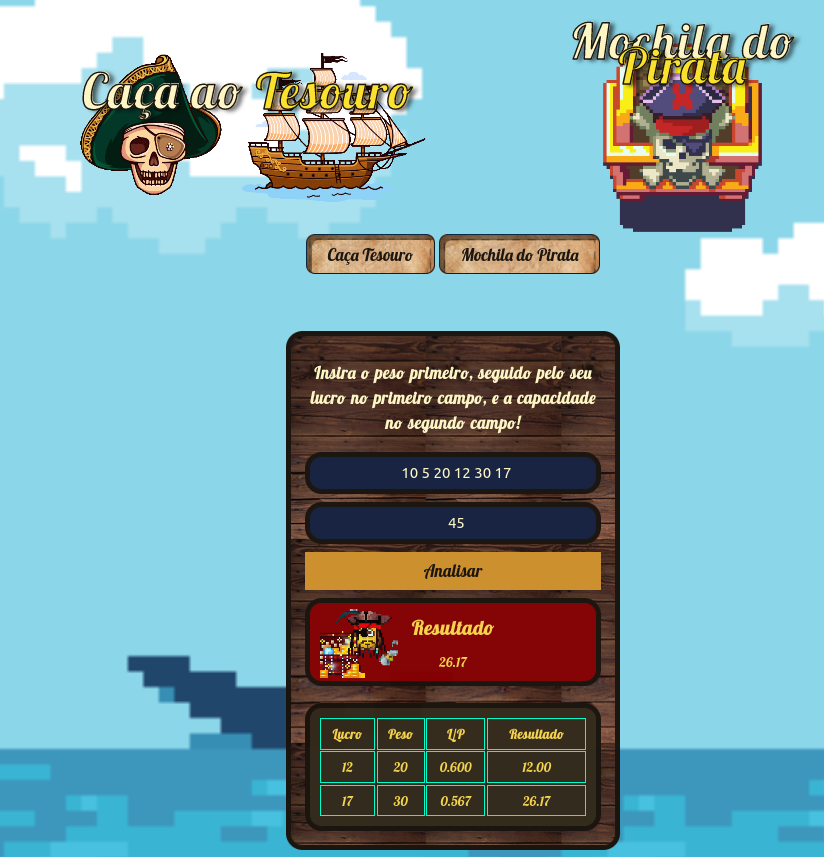 Caça ao Tesouro
Mochila do
Pirata
Caça Tesouro
Mochila do Pirata
Insira o peso primeiro, seguido pelo seu
lucro no primeiro campo, e a capacidade
no segundo campo!
10 5 20 12 30 17
45
Analisar
Resultado
26.17
Lucro Peso L/P Resultado
12 20 0.600 12.00
17 30 0.567 26.17